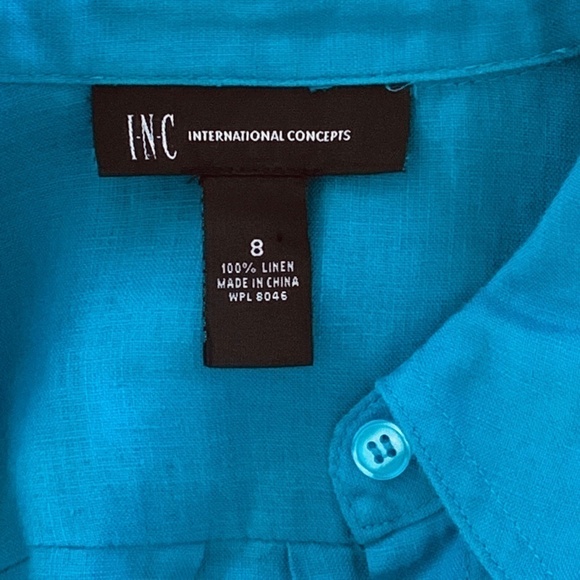 I·N·C INTERNATIONAL CONCEPTS
8
100% LINEN
MADE IN CHINA
WPL 8046